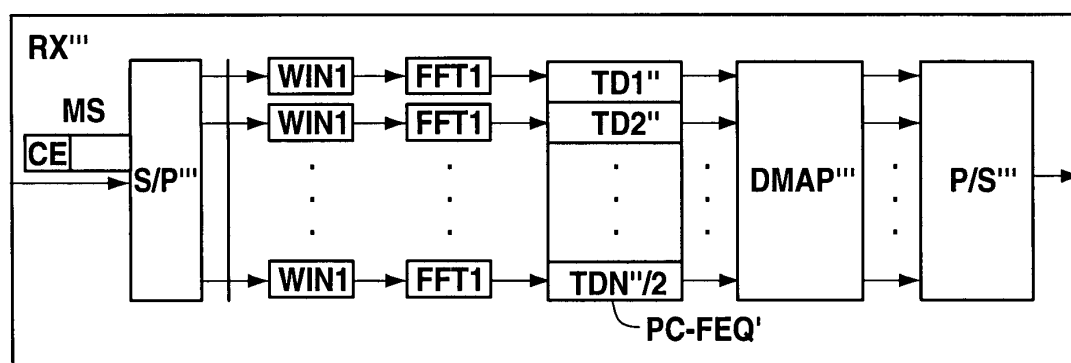 RX'''
MS
CE
S/P'''
WIN1 FFT1 TD1"
WIN1 FFT1 TD2"
DMAP''' P/S'''
WIN1 FFT1 TDN"/2
PC-FEQ'